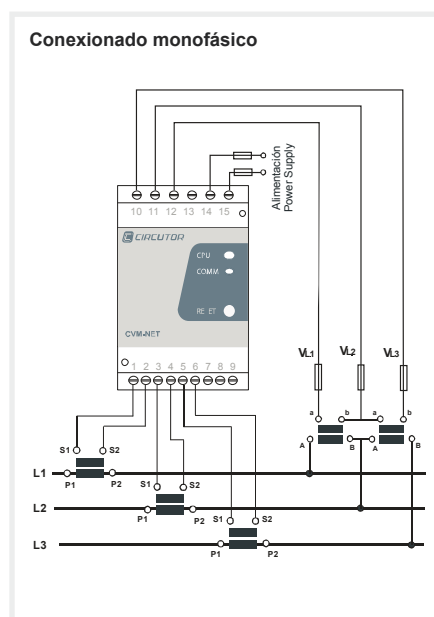 Conexionado monofásico
Alimentación
Power Supply
10 11 12 13 14 15
CIRCUTOR
CPU
COMM
RE ET
CVM-NET
1 2 3 4 5 6 7 8 9
VL1 VL2 VL3
a b a b
A B A B
S1 S2
L1
P1 P2
S1 S2
L2
P1 P2
S1 S2
L3
P1 P2